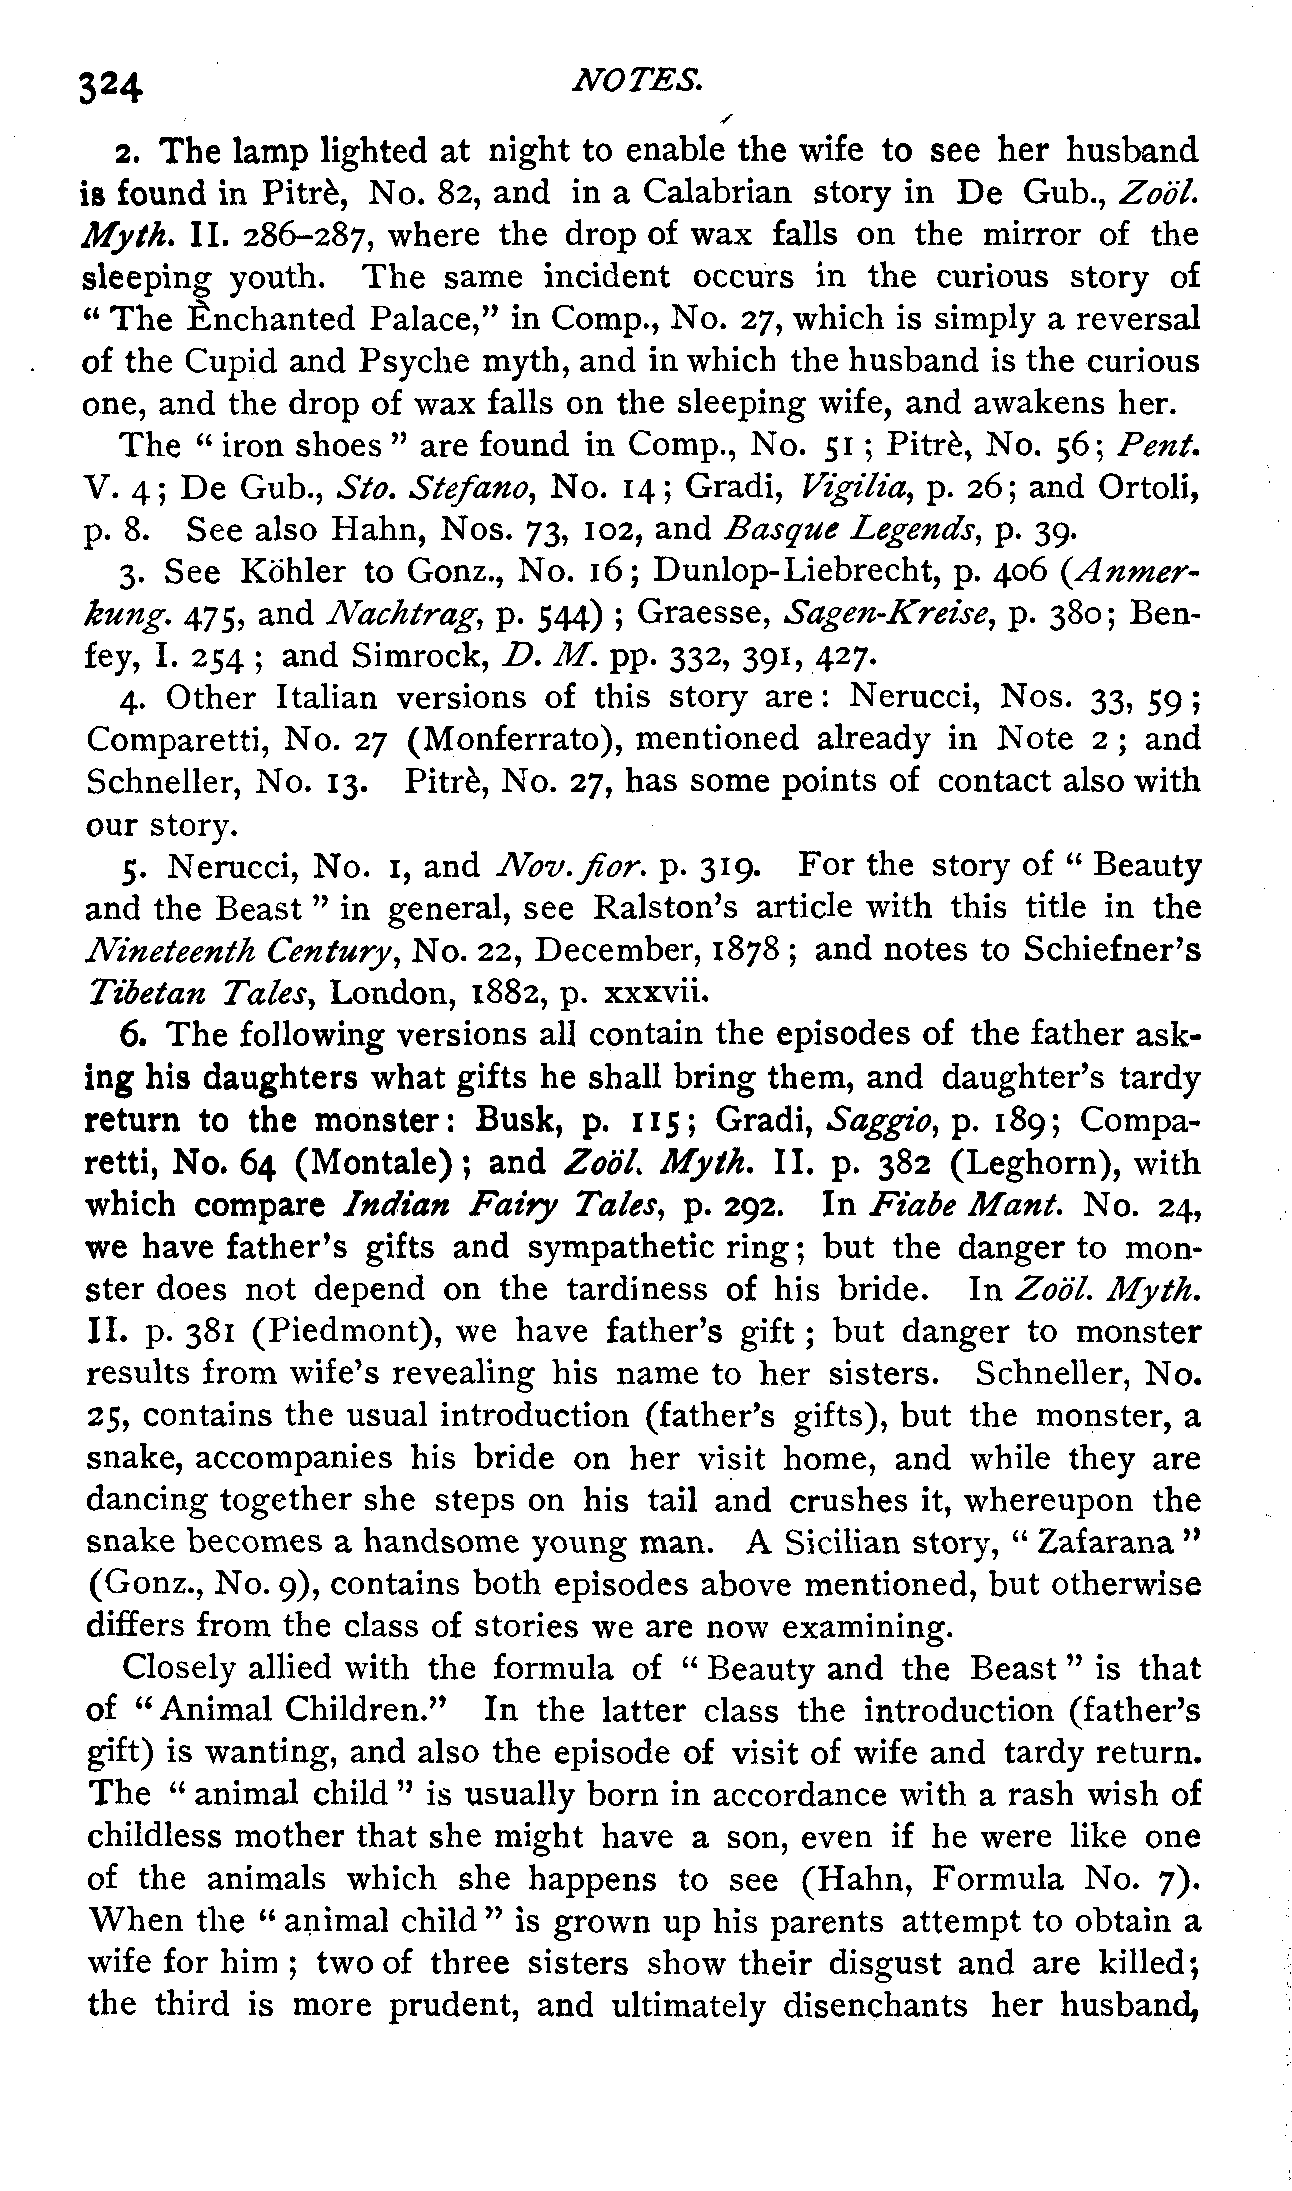 324 NOTES.
2. The lamp lighted at night to enable the wife to see her husband
is found in Pitrè, No. 82, and in a Calabrian story in De Gub., Zoöl.
Myth. II. 286–287, where the drop of wax falls on the mirror of the
sleeping youth. The same incident occurs in the curious story of
“ The Enchanted Palace,” in Comp., No. 27, which is simply a reversal
of the Cupid and Psyche myth, and in which the husband is the curious
one, and the drop of wax falls on the sleeping wife, and awakens her.
The “ iron shoes ” are found in Comp., No. 51 ; Pitrè, No. 56; Pent.
V. 4; De Gub., Sto. Stefano, No. 14; Gradi, Vigilia, p. 26; and Ortoli,
p. 8. See also Hahn, Nos. 73, 102, and Basque Legends, p. 39.
3. See Köhler to Gonz., No. 16; Dunlop-Liebrecht, p. 406 (Anmer-
kung. 475, and Nachtrag, p. 544) ; Graesse, Sagen-Kreise, p. 380; Ben-
fey, I. 254 ; and Simrock, D. M. pp. 332, 391, 427.
4. Other Italian versions of this story are: Nerucci, Nos. 33, 59 ;
Comparetti, No. 27 (Monferrato), mentioned already in Note 2 ; and
Schneller, No. 13. Pitrè, No. 27, has some points of contact also with
our story.
5. Nerucci, No. 1, and Nov. fior. p. 319. For the story of “ Beauty
and the Beast ” in general, see Ralston’s article with this title in the
Nineteenth Century, No. 22, December, 1878 ; and notes to Schiefner’s
Tibetan Tales, London, 1882, p. xxxvii.
6. The following versions all contain the episodes of the father ask-
ing his daughters what gifts he shall bring them, and daughter’s tardy
return to the monster: Busk, p. 115; Gradi, Saggio, p. 189; Compa-
retti, No. 64 (Montale) ; and Zoöl. Myth. II. p. 382 (Leghorn), with
which compare Indian Fairy Tales, p. 292. In Fiabe Mant. No. 24,
we have father’s gifts and sympathetic ring; but the danger to mon-
ster does not depend on the tardiness of his bride. In Zoöl. Myth.
II. p. 381 (Piedmont), we have father’s gift ; but danger to monster
results from wife’s revealing his name to her sisters. Schneller, No.
25, contains the usual introduction (father’s gifts), but the monster, a
snake, accompanies his bride on her visit home, and while they are
dancing together she steps on his tail and crushes it, whereupon the
snake becomes a handsome young man. A Sicilian story, “ Zafarana ”
(Gonz., No. 9), contains both episodes above mentioned, but otherwise
differs from the class of stories we are now examining.
Closely allied with the formula of “ Beauty and the Beast ” is that
of “ Animal Children.” In the latter class the introduction (father’s
gift) is wanting, and also the episode of visit of wife and tardy return.
The “ animal child ” is usually born in accordance with a rash wish of
childless mother that she might have a son, even if he were like one
of the animals which she happens to see (Hahn, Formula No. 7).
When the “ animal child ” is grown up his parents attempt to obtain a
wife for him ; two of three sisters show their disgust and are killed;
the third is more prudent, and ultimately disenchants her husband,